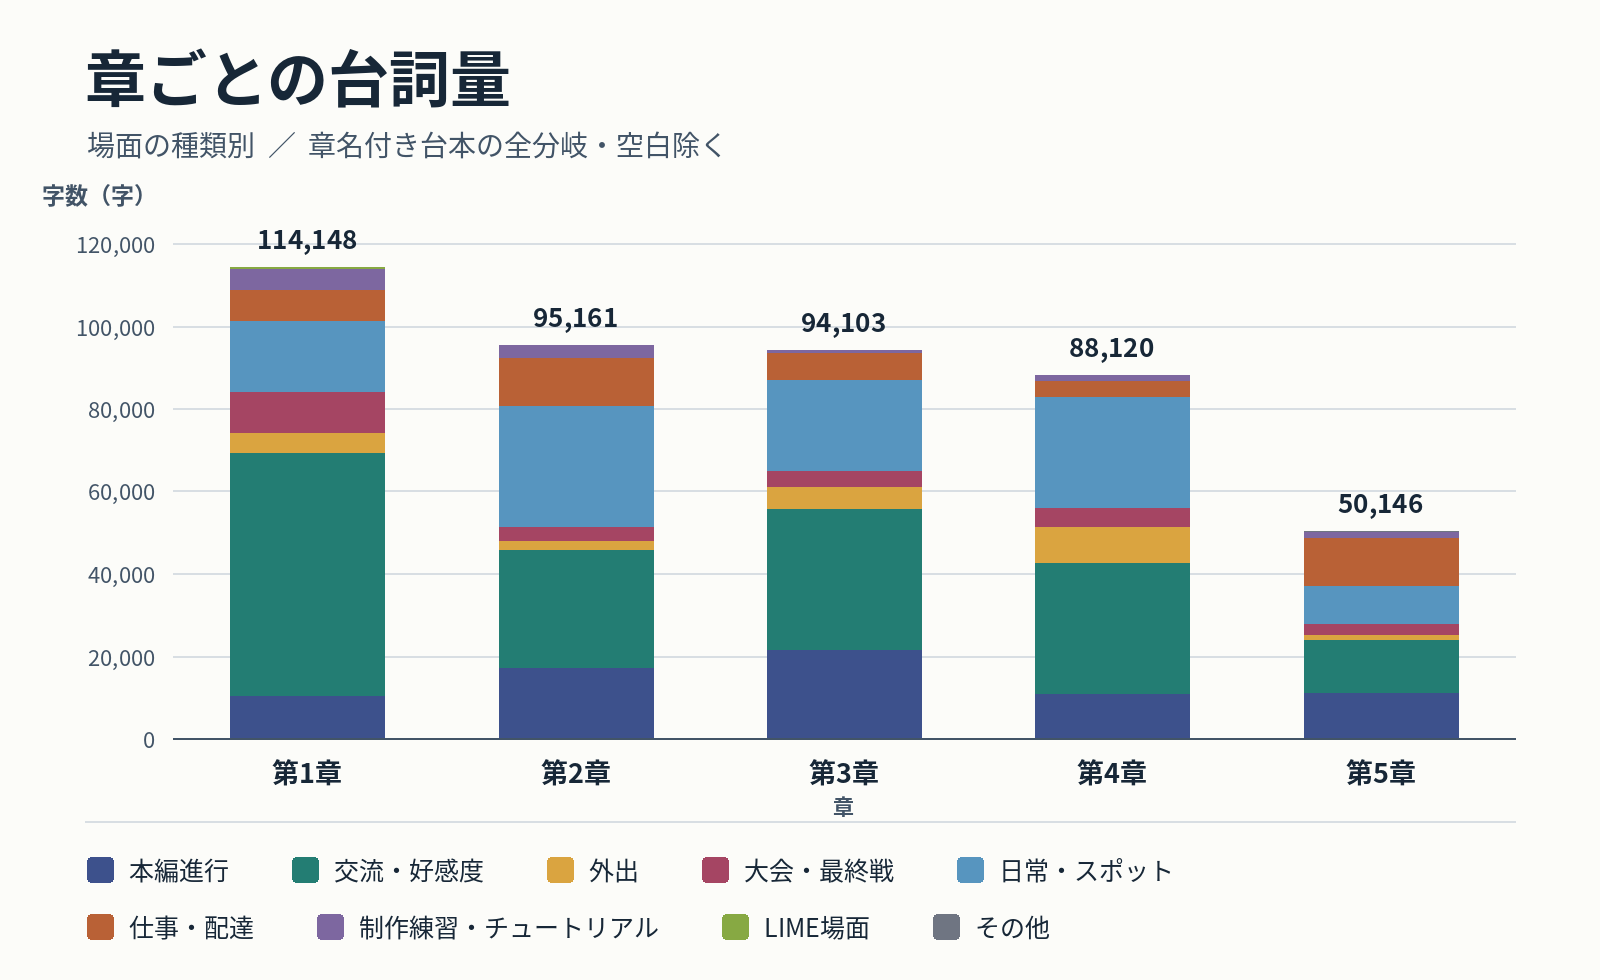 章ごとの台詞量
場面の種類別 ／ 章名付き台本の全分岐・空白除く
字数（字）
120,000
100,000
80,000
60,000
40,000
20,000
0
114,148
95,161
94,103
88,120
50,146
第1章
第2章
第3章
第4章
第5章
章
本編進行
交流・好感度
外出
大会・最終戦
日常・スポット
仕事・配達
制作練習・チュートリアル
LIME場面
その他